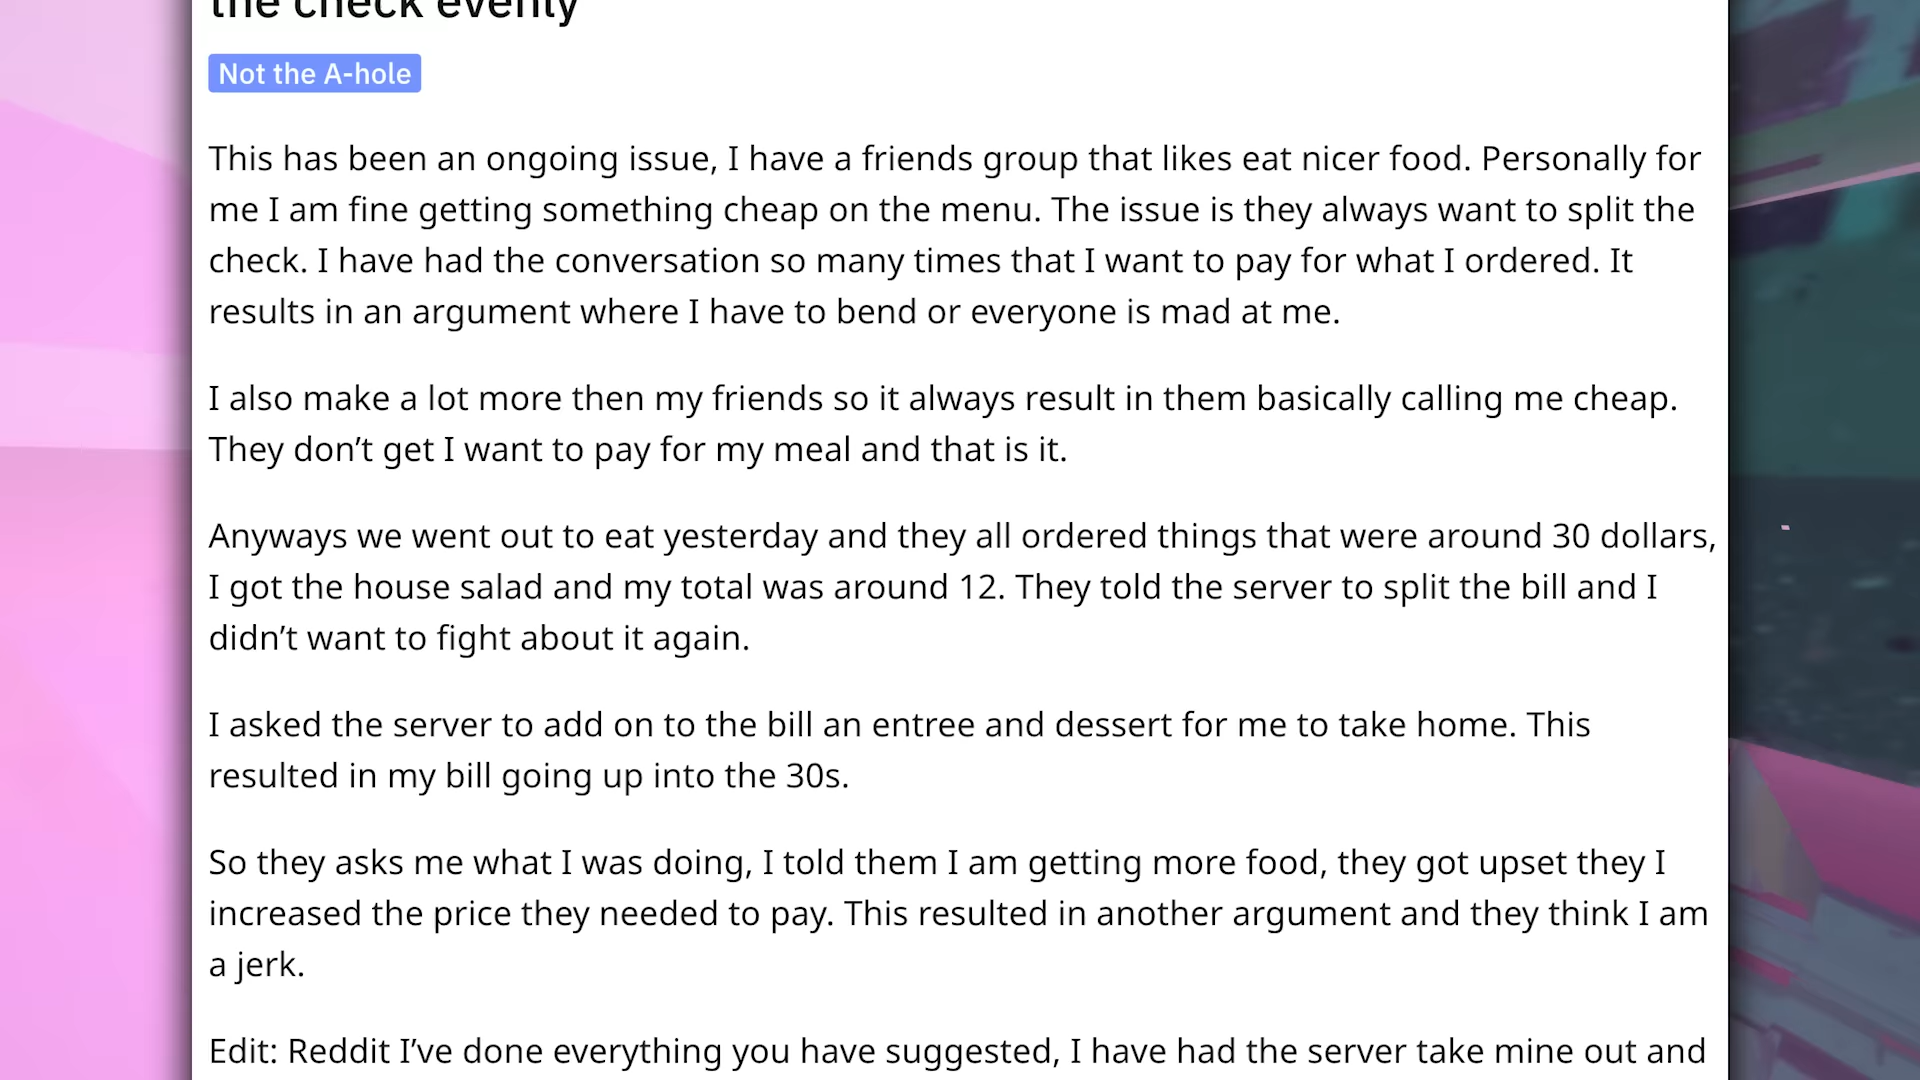 the check evenly
Not the A-hole
This has been an ongoing issue, I have a friends group that likes eat nicer food. Personally for
me I am fine getting something cheap on the menu. The issue is they always want to split the
check. I have had the conversation so many times that I want to pay for what I ordered. It
results in an argument where I have to bend or everyone is mad at me.
I also make a lot more then my friends so it always result in them basically calling me cheap.
They don’t get I want to pay for my meal and that is it.
Anyways we went out to eat yesterday and they all ordered things that were around 30 dollars,
I got the house salad and my total was around 12. They told the server to split the bill and I
didn’t want to fight about it again.
I asked the server to add on to the bill an entree and dessert for me to take home. This
resulted in my bill going up into the 30s.
So they asks me what I was doing, I told them I am getting more food, they got upset they I
increased the price they needed to pay. This resulted in another argument and they think I am
a jerk.
Edit: Reddit I’ve done everything you have suggested, I have had the server take mine out and